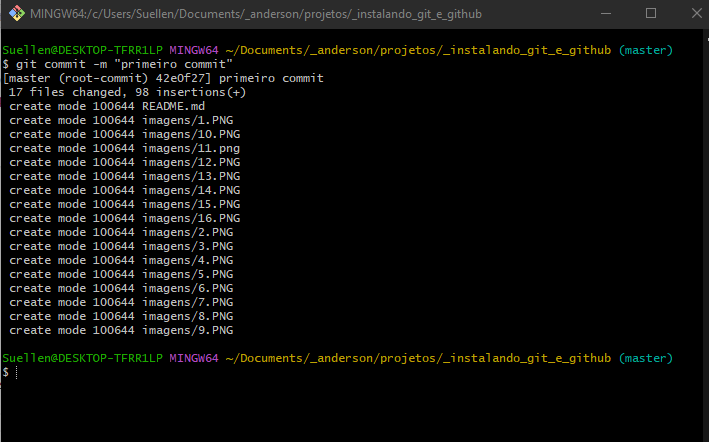 MINGW64:/c/Users/Suellen/Documents/_anderson/projetos/_instalando_git_e_github
Suellen@DESKTOP-TFRR1LP MINGW64 ~/Documents/_anderson/projetos/_instalando_git_e_github (master)
$ git commit -m "primeiro commit"
[master (root-commit) 42e0f27] primeiro commit
 17 files changed, 98 insertions(+)
 create mode 100644 README.md
 create mode 100644 imagens/1.PNG
 create mode 100644 imagens/10.PNG
 create mode 100644 imagens/11.png
 create mode 100644 imagens/12.PNG
 create mode 100644 imagens/13.PNG
 create mode 100644 imagens/14.PNG
 create mode 100644 imagens/15.PNG
 create mode 100644 imagens/16.PNG
 create mode 100644 imagens/2.PNG
 create mode 100644 imagens/3.PNG
 create mode 100644 imagens/4.PNG
 create mode 100644 imagens/5.PNG
 create mode 100644 imagens/6.PNG
 create mode 100644 imagens/7.PNG
 create mode 100644 imagens/8.PNG
 create mode 100644 imagens/9.PNG
Suellen@DESKTOP-TFRR1LP MINGW64 ~/Documents/_anderson/projetos/_instalando_git_e_github (master)
$